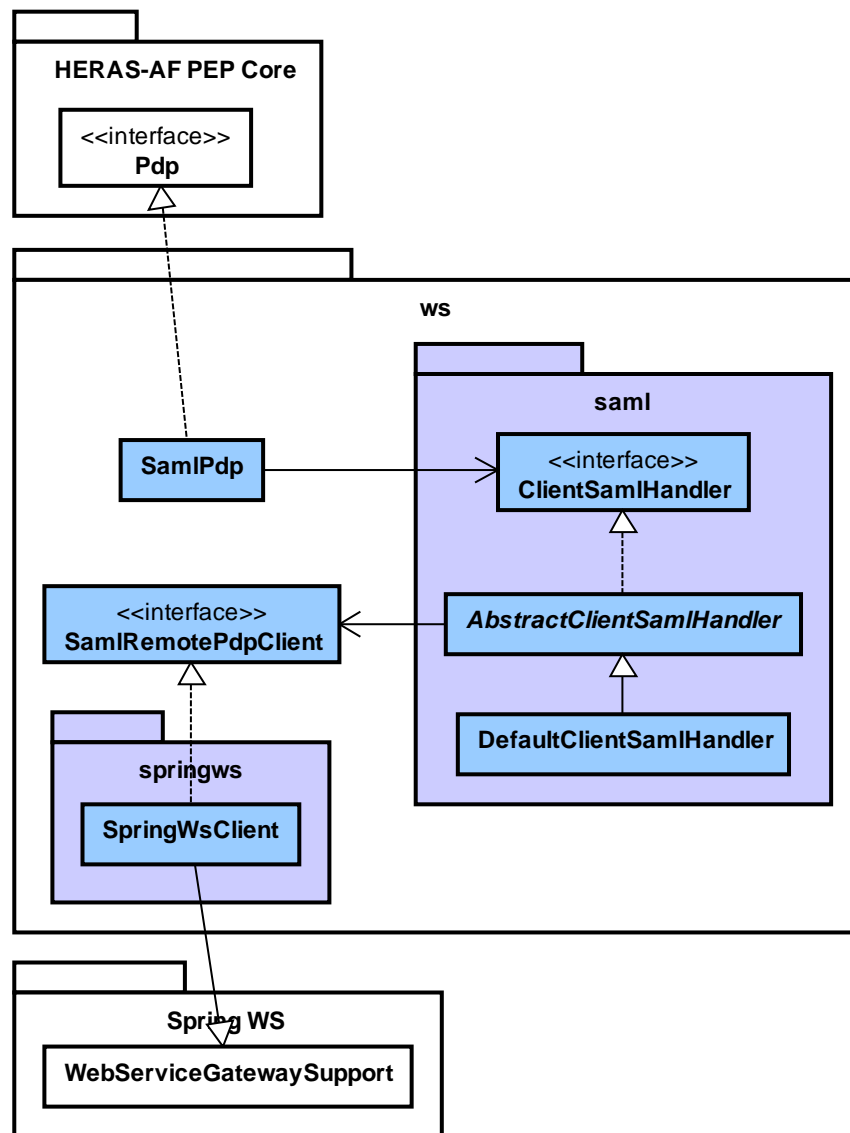 HERAS-AF PEP Core
<<interface>>
Pdp
ws
saml
SamlPdp
<<interface>>
ClientSamlHandler
<<interface>>
SamlRemotePdpClient
AbstractClientSamlHandler
DefaultClientSamlHandler
springws
SpringWsClient
Spring WS
WebServiceGatewaySupport